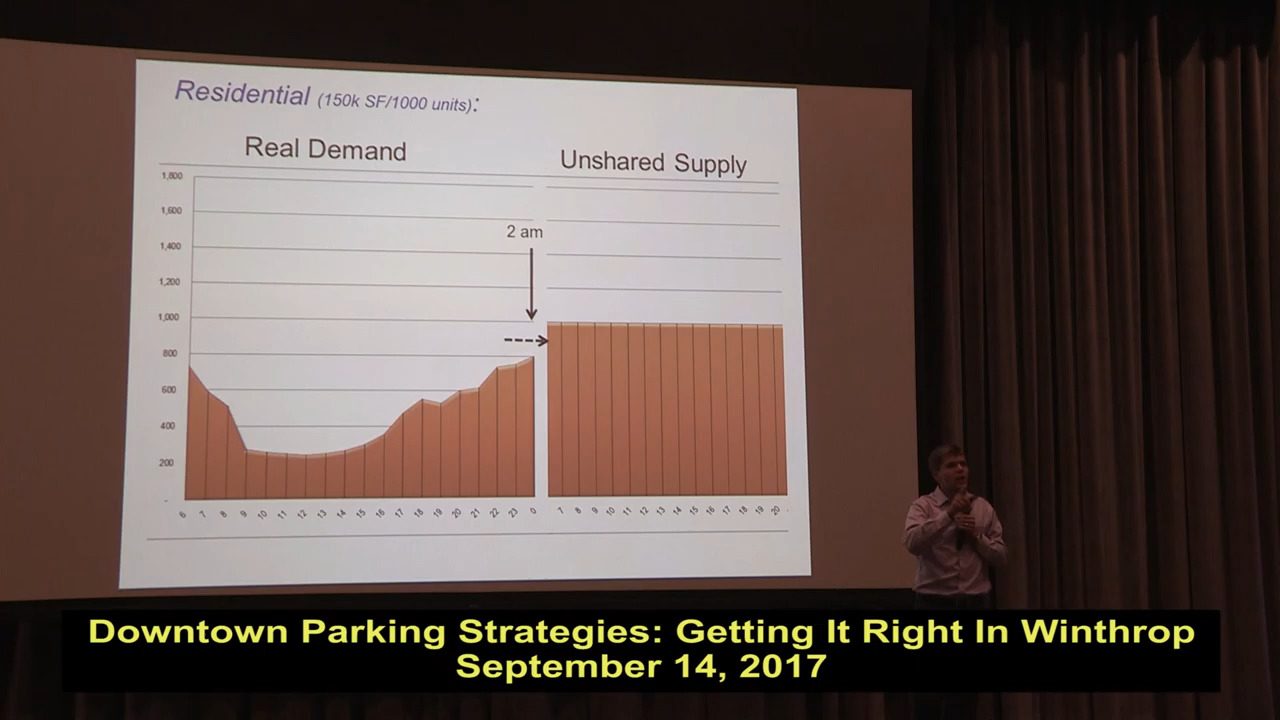 Residential (150k SF/1000 units):
Real Demand
Unshared Supply
1,800
1,600
1,400
1,200
1,000
800
600
400
200
-
2 am
6 7 8 9 10 11 12 13 14 15 16 17 18 19 20 21 22 23 0
7 8 9 10 11 12 13 14 15 16 17 18 19 20
Downtown Parking Strategies: Getting It Right In Winthrop
September 14, 2017